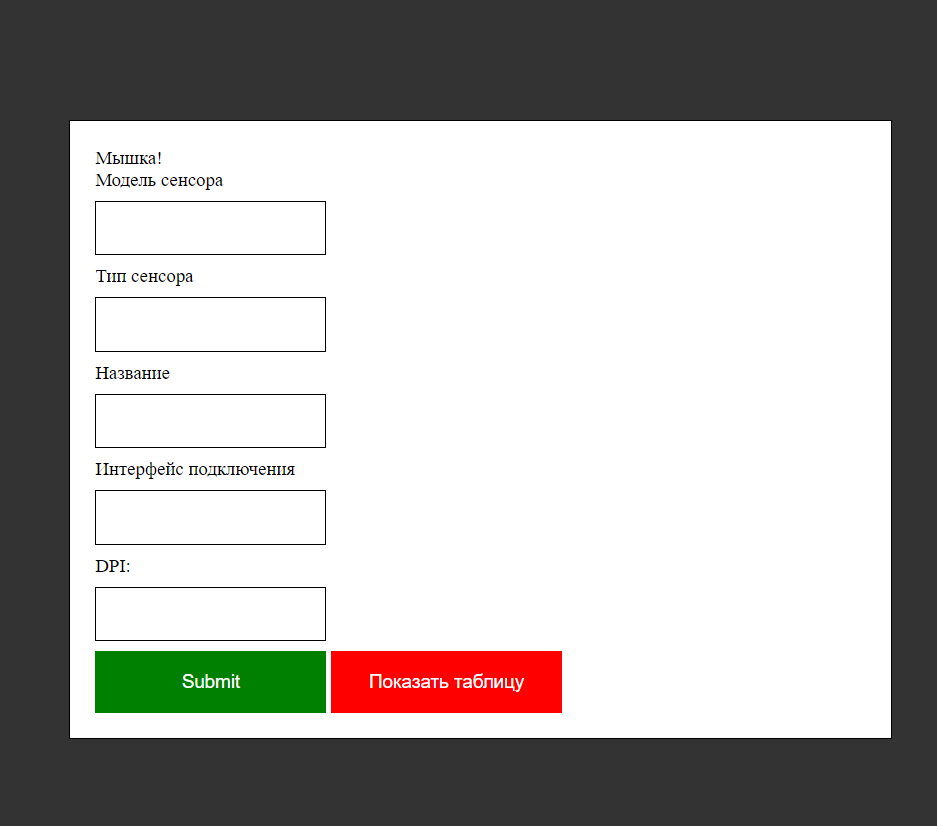 Мышка!
Модель сенсора
Тип сенсора
Название
Интерфейс подключения
DPI:
Submit Показать таблицу